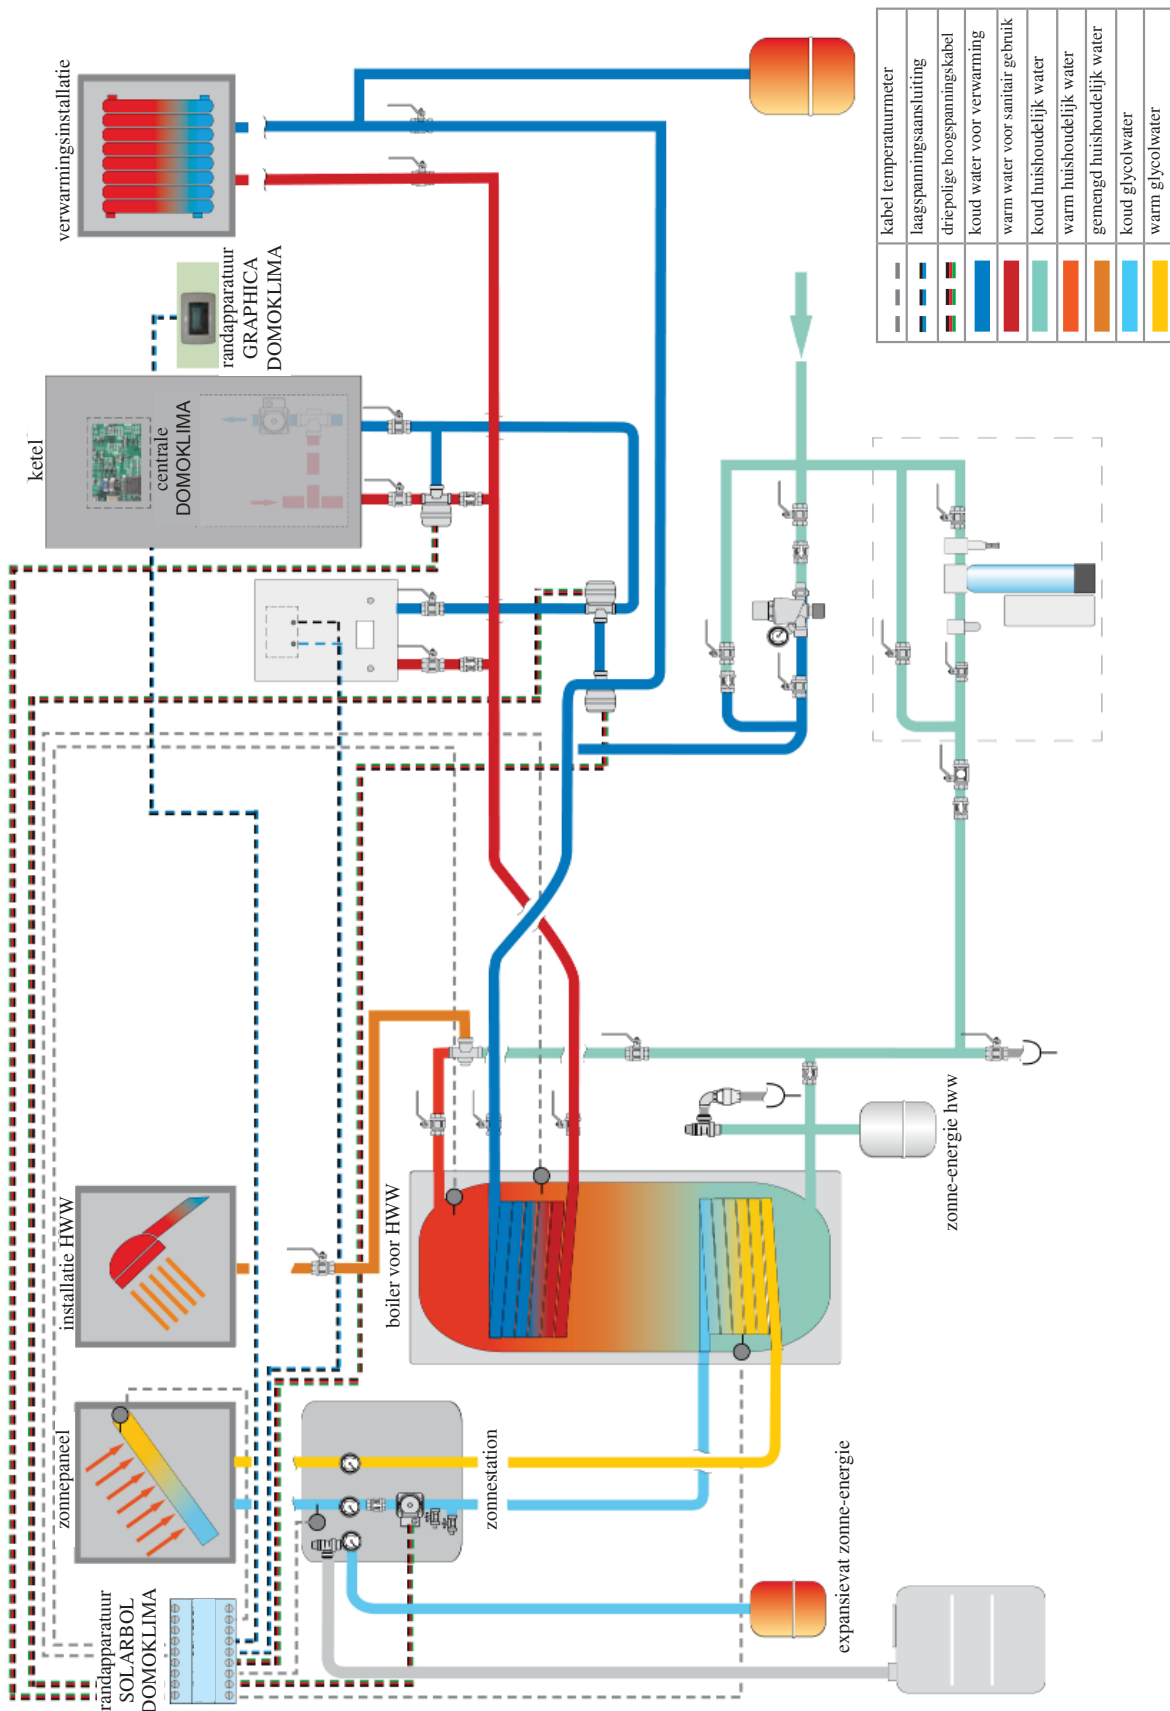 verwarmingsinstallatie
randapparatuur
GRAPHICA
DOMOKLIMA
ketel
centrale
DOMOKLIMA
installatie HWW
boiler voor HWW
zonnepaneel
zonnestation
randapparatuur
SOLARBOL
DOMOKLIMA
expansievat zonne-energie
zonne-energie hww
kabel temperatuurmeter
laagspanningsaansluiting
driepolige hoogspanningskabel
koud water voor verwarming
warm water voor sanitair gebruik
koud huishoudelijk water
warm huishoudelijk water
gemengd huishoudelijk water
koud glycolwater
warm glycolwater